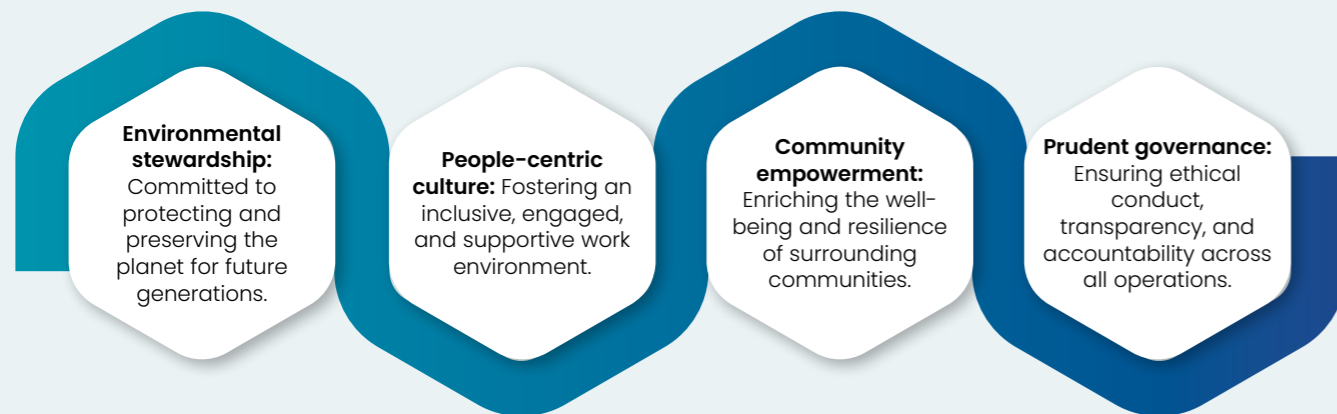 Environmental
stewardship:
Committed to
protecting and
preserving the
planet for future
generations.
People-centric
culture: Fostering an
inclusive, engaged,
and supportive work
environment.
Community
empowerment:
Enriching the well-
being and resilience
of surrounding
communities.
Prudent governance:
Ensuring ethical
conduct,
transparency, and
accountability across
all operations.